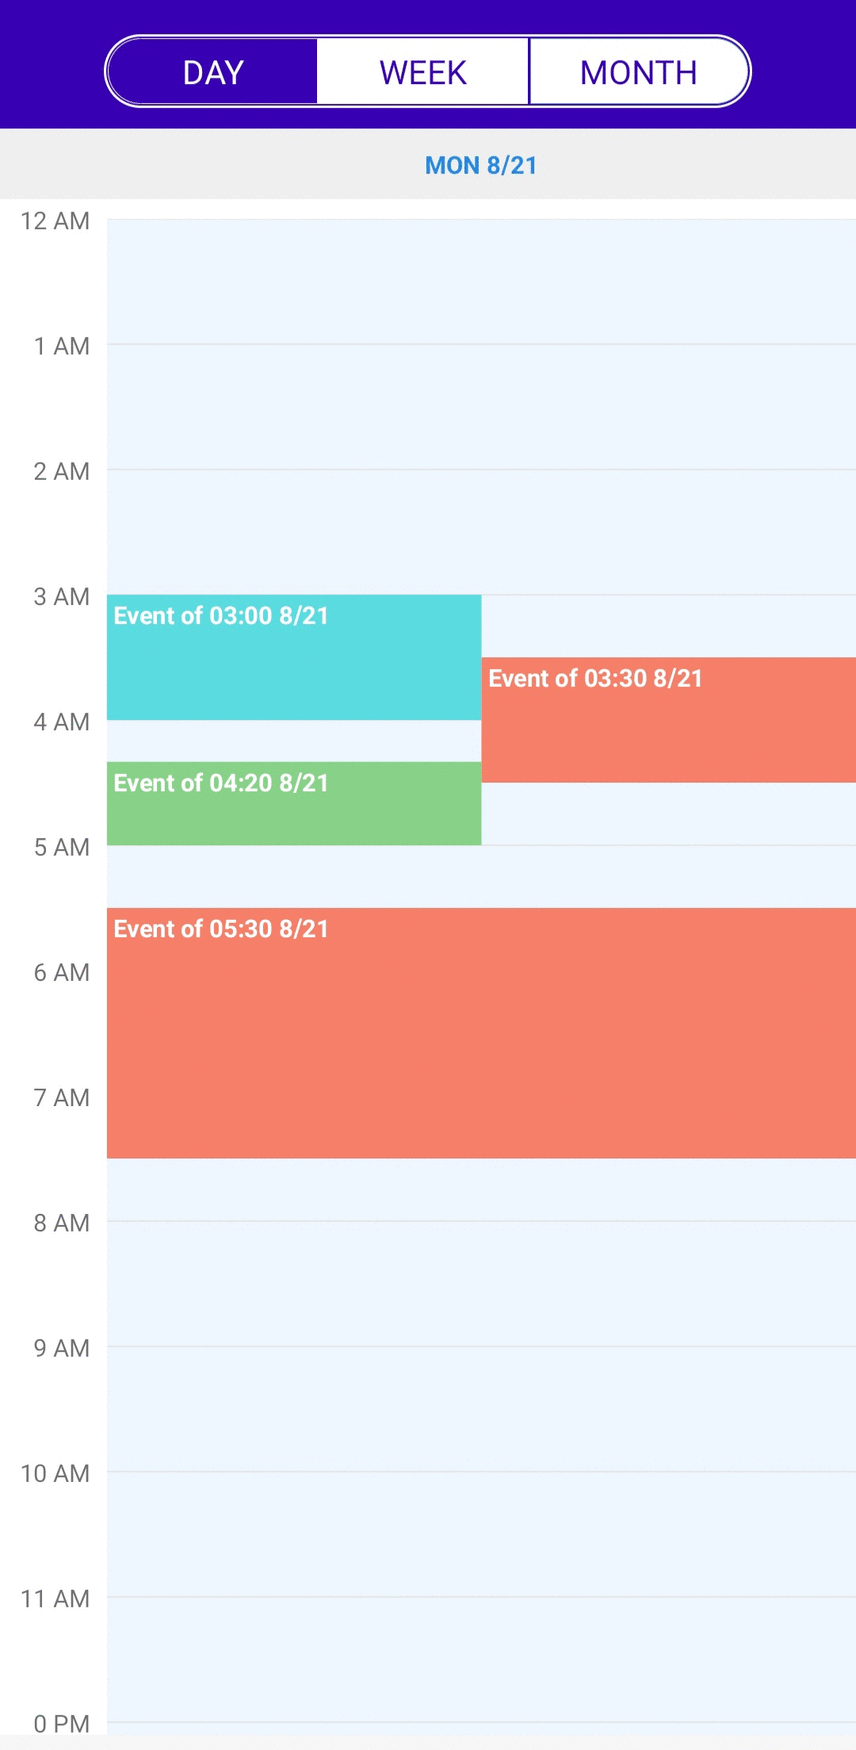 DAY WEEK MONTH
MON 8/21
12 AM
1 AM
2 AM
3 AM
Event of 03:00 8/21
Event of 03:30 8/21
4 AM
Event of 04:20 8/21
5 AM
Event of 05:30 8/21
6 AM
7 AM
8 AM
9 AM
10 AM
11 AM
0 PM